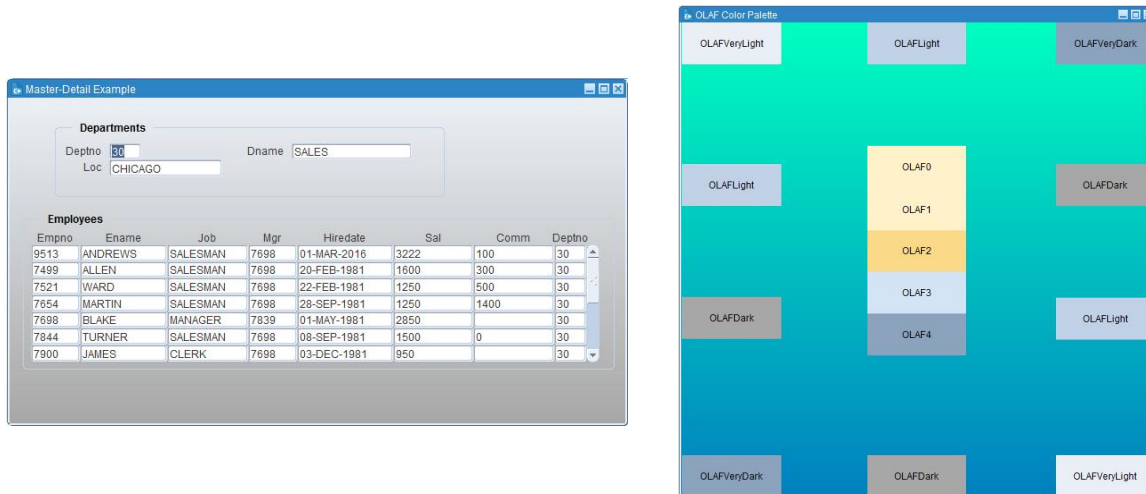 Master-Detail Example
Departments
Deptno 30 Dname SALES
Loc CHICAGO
Employees
Empno Ename Job Mgr Hiredate Sal Comm Deptno
9513 ANDREWS SALESMAN 7698 01-MAR-2016 3222 100 30
7499 ALLEN SALESMAN 7698 20-FEB-1981 1600 300 30
7521 WARD SALESMAN 7698 22-FEB-1981 1250 500 30
7654 MARTIN SALESMAN 7698 28-SEP-1981 1250 1400 30
7698 BLAKE MANAGER 7839 01-MAY-1981 2850 30
7844 TURNER SALESMAN 7698 08-SEP-1981 1500 0 30
7900 JAMES CLERK 7698 03-DEC-1981 950 30
OLAF Color Palette
OLAFVeryLight OLAFLight OLAFVeryDark
OLAF0
OLAFLight OLAFDark
OLAF1
OLAF2
OLAF3
OLAFDark OLAFLight
OLAF4
OLAFVeryDark OLAFDark OLAFVeryLight